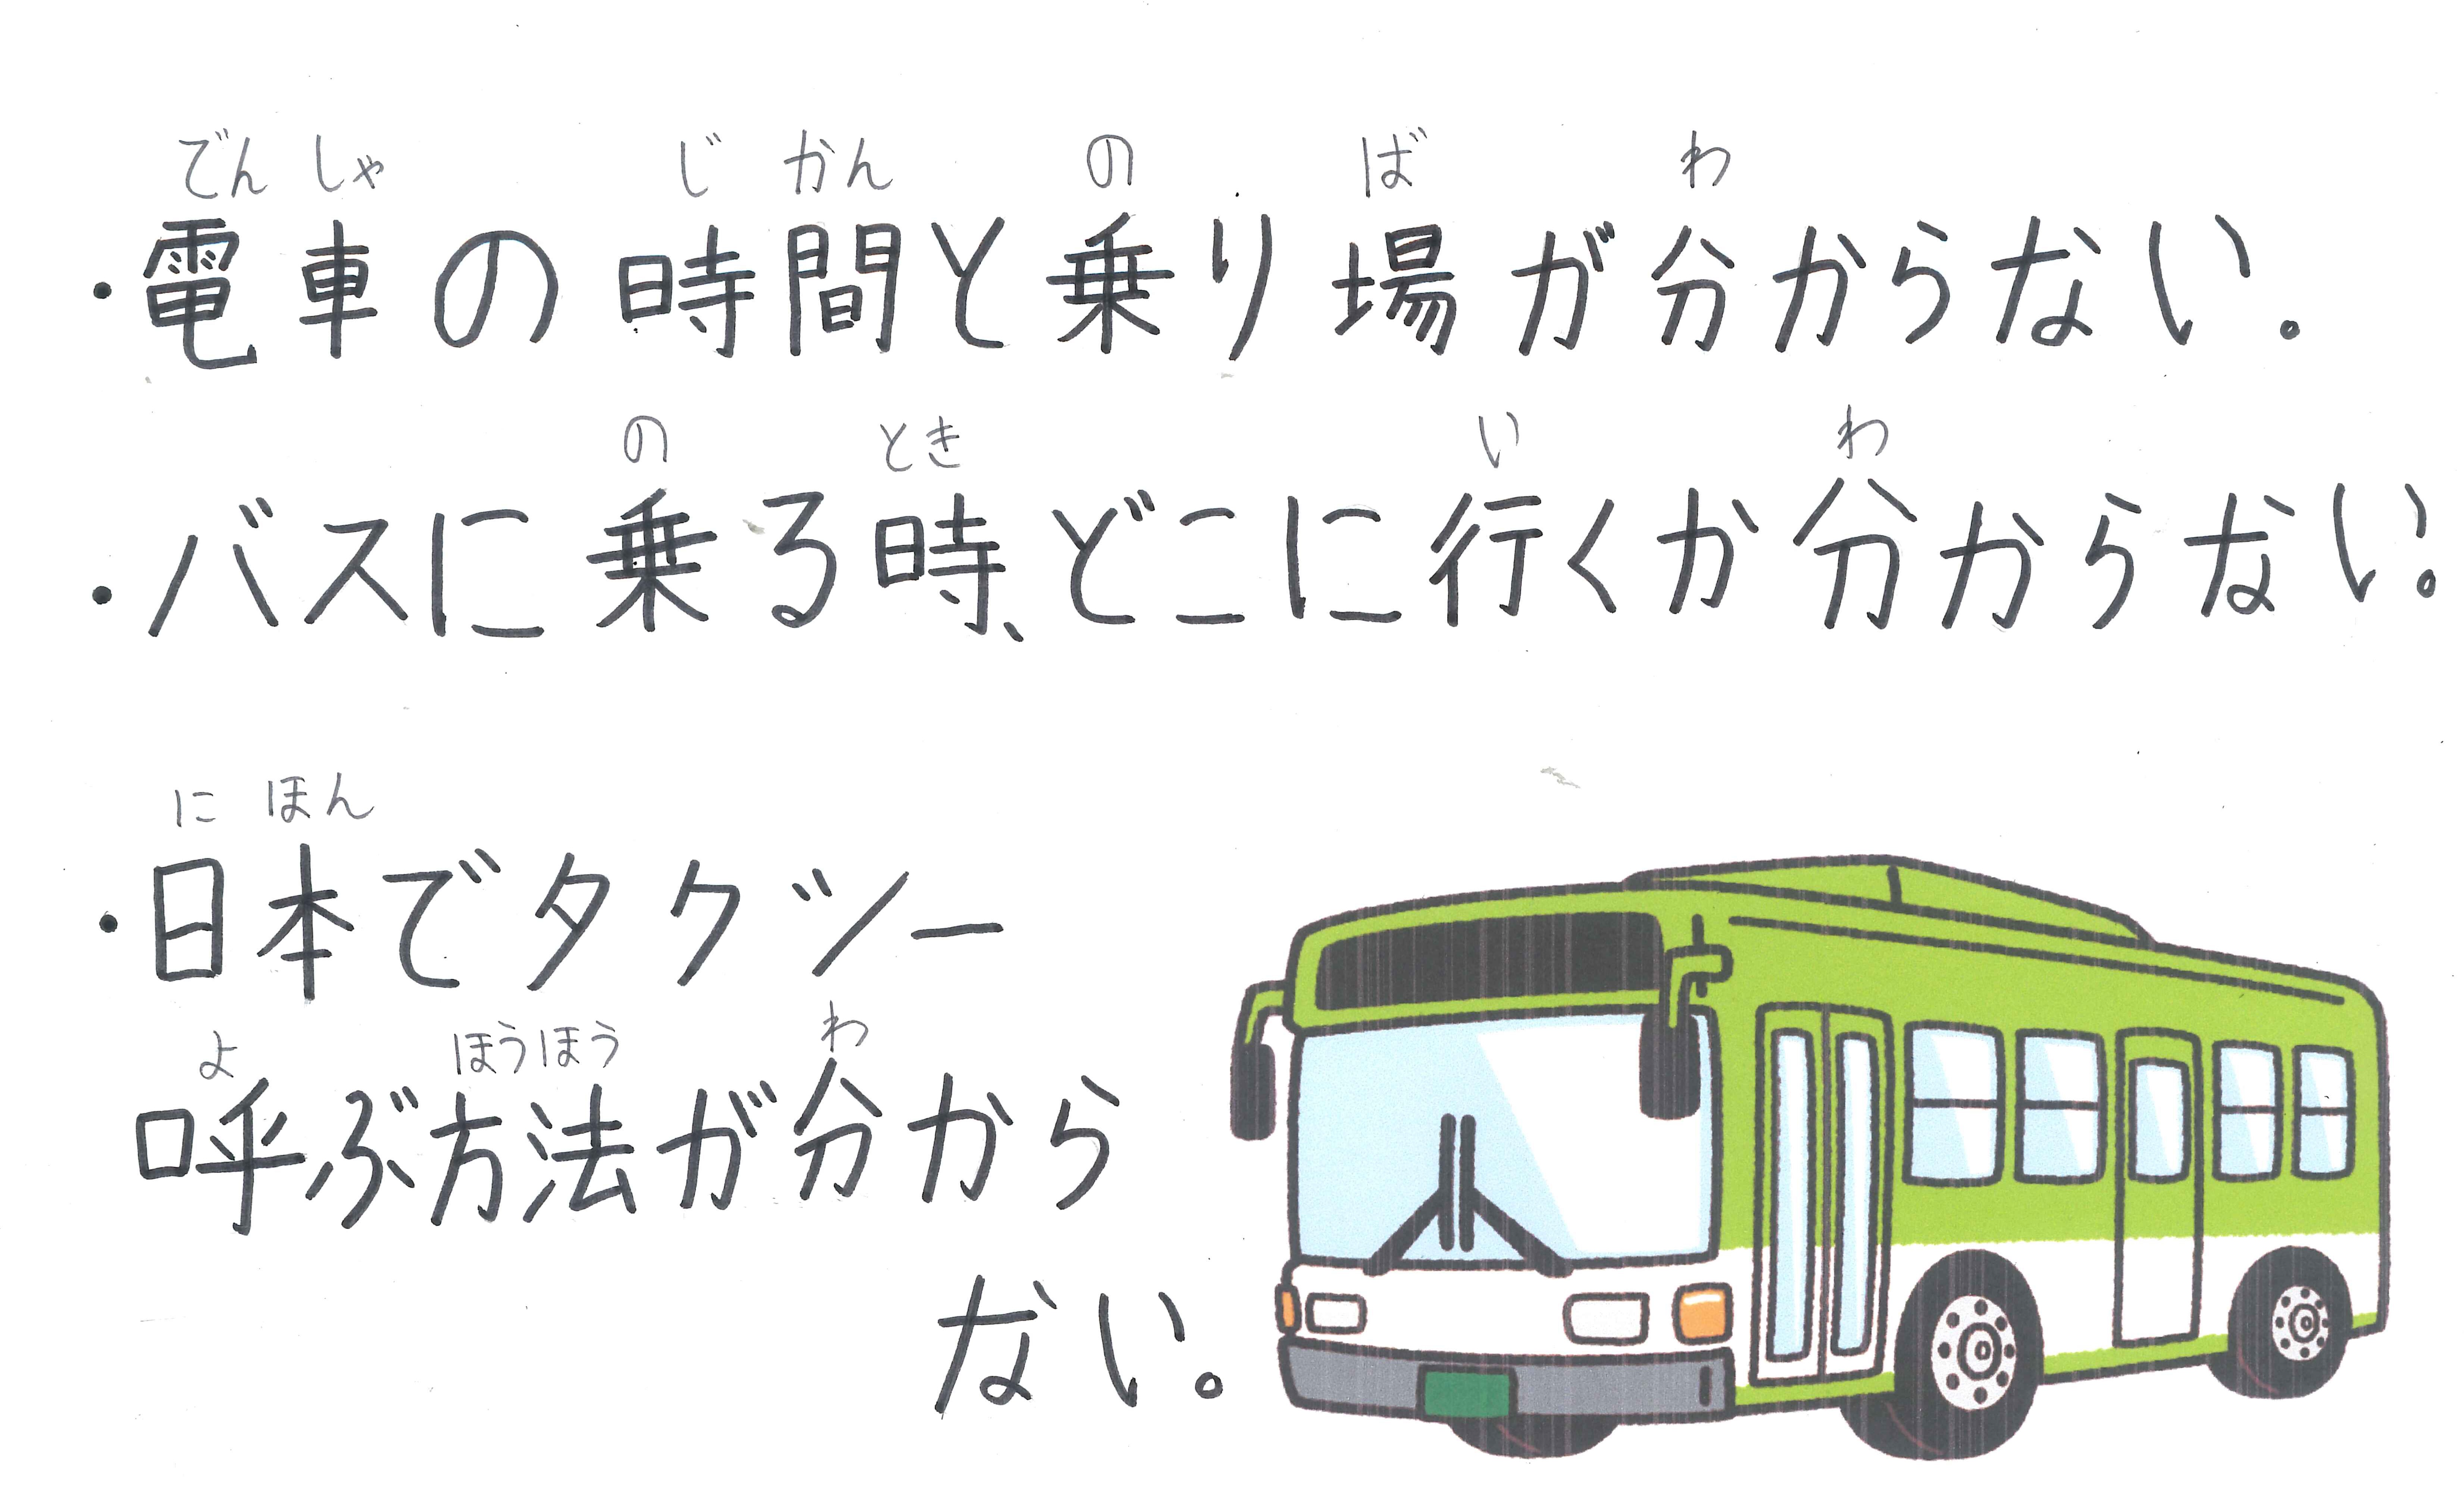 でんしゃ じかん の ば わ
・電車の時間と乗り場が分からない。
の とき い わ
・バスに乗る時、どこに行くか分からない。
にほん
・日本でタクシー
よ ほうほう わ
呼ぶ方法が分から
ない。